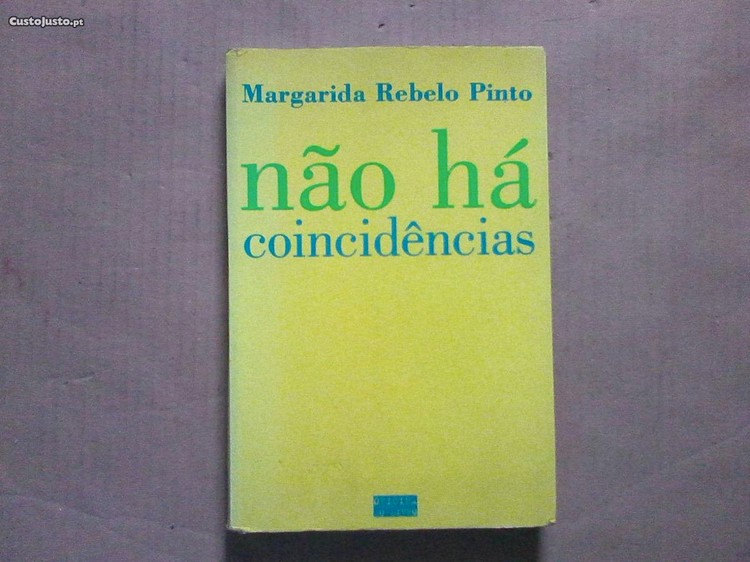 CustoJusto.pt
Margarida Rebelo Pinto
não há
coincidências